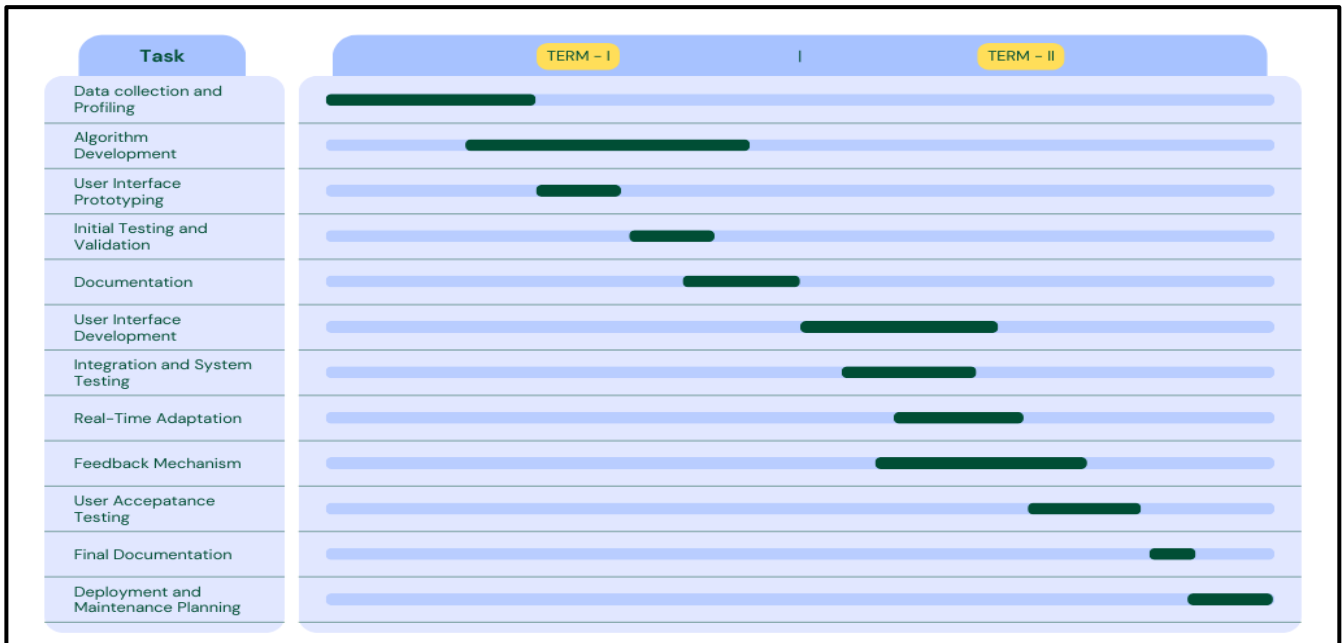 Task
TERM - I
|
TERM - II
Data collection and
Profiling
Algorithm
Development
User Interface
Prototyping
Initial Testing and
Validation
Documentation
User Interface
Development
Integration and System
Testing
Real-Time Adaptation
Feedback Mechanism
User Accepatance
Testing
Final Documentation
Deployment and
Maintenance Planning